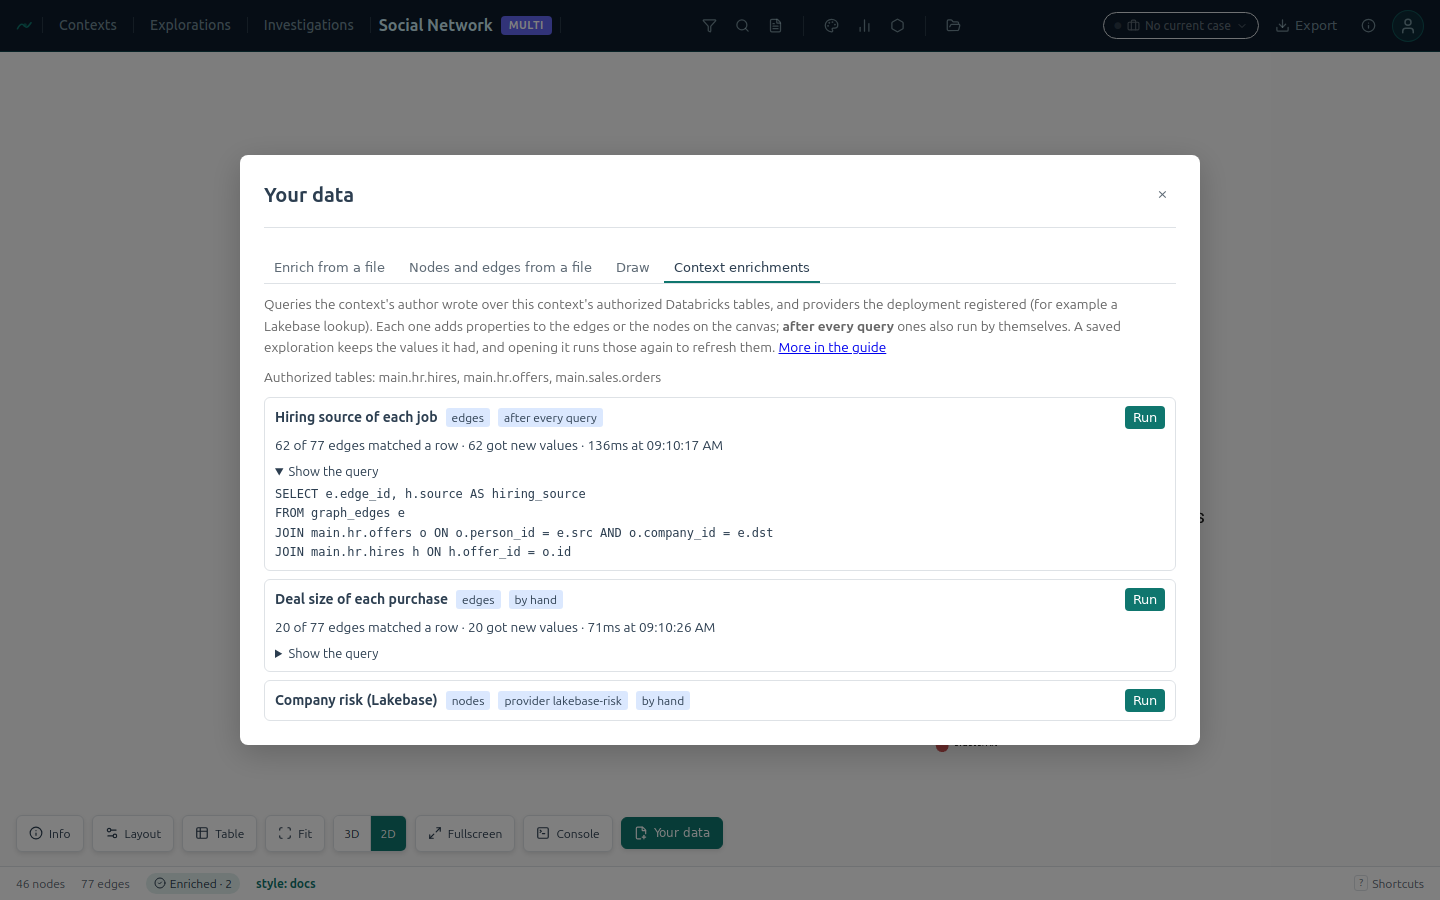 Contexts
Explorations
Investigations
Social Network
MULTI
No current case
Export
Your data
×
Enrich from a file
Nodes and edges from a file
Draw
Context enrichments
Queries the context's author wrote over this context's authorized Databricks tables, and providers the deployment registered (for example a
Lakebase lookup). Each one adds properties to the edges or the nodes on the canvas; after every query ones also run by themselves. A saved
exploration keeps the values it had, and opening it runs those again to refresh them. More in the guide
Authorized tables: main.hr.hires, main.hr.offers, main.sales.orders
Hiring source of each job
edges
after every query
Run
62 of 77 edges matched a row · 62 got new values · 136ms at 09:10:17 AM
▼ Show the query
SELECT e.edge_id, h.source AS hiring_source
FROM graph_edges e
JOIN main.hr.offers o ON o.person_id = e.src AND o.company_id = e.dst
JOIN main.hr.hires h ON h.offer_id = o.id
Deal size of each purchase
edges
by hand
Run
20 of 77 edges matched a row · 20 got new values · 71ms at 09:10:26 AM
▶ Show the query
Company risk (Lakebase)
nodes
provider lakebase-risk
by hand
Run
Info
Layout
Table
Fit
3D
2D
Fullscreen
Console
Your data
46 nodes
77 edges
Enriched · 2
style: docs
? Shortcuts